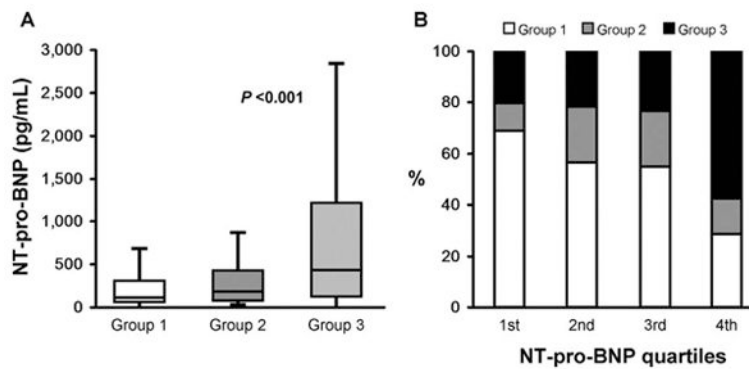 A
NT-pro-BNP (pg/mL)
3,000
2,500
2,000
1,500
1,000
500
0
P <0.001
Group 1 Group 2 Group 3
B
Group 1 Group 2 Group 3
%
100
80
60
40
20
0
1st 2nd 3rd 4th
NT-pro-BNP quartiles